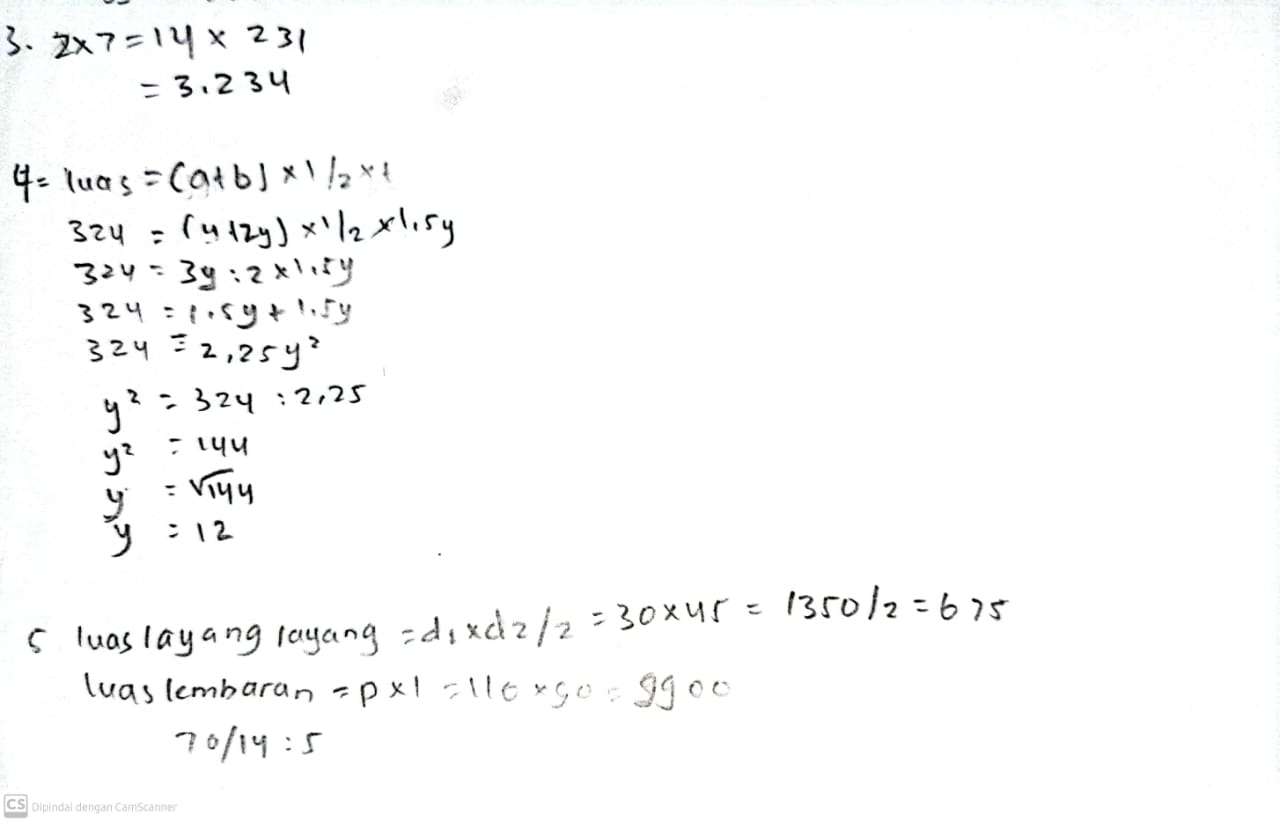 3. 2x7=14 x 231
= 3.234
4= luas = (a+b) x 1/2 x t
324 = (y+2y) x 1/2 x 1,5y
324 = 3y : 2 x 1,5y
324 = 1.5y + 1.5y
324 = 2,25y²
y² = 324 : 2,25
y² = 144
y = √144
y = 12
5 luas layang layang = d1xd2/2 = 30x45 = 1350/2 = 675
luas lembaran = p x l = 110 x 90 = 9900
70/14 : 5
CS Dipindai dengan CamScanner